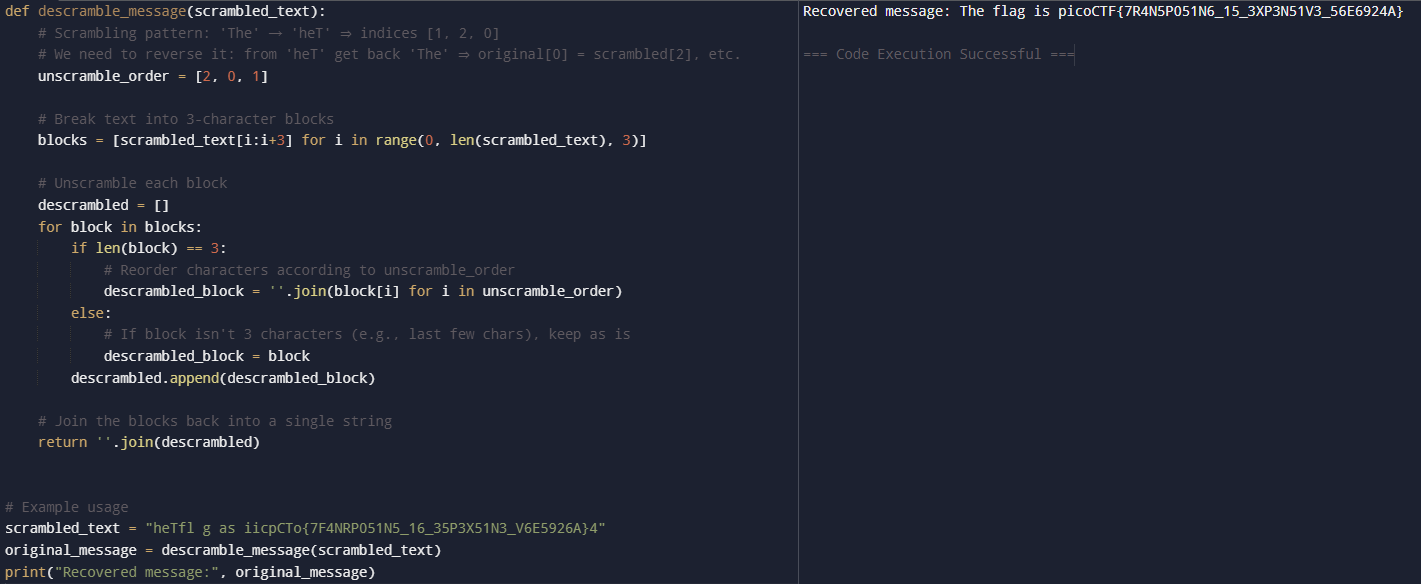 def descramble_message(scrambled_text):
    # Scrambling pattern: 'The' → 'heT' ⇒ indices [1, 2, 0]
    # We need to reverse it: from 'heT' get back 'The' ⇒ original[0] = scrambled[2], etc.
    unscramble_order = [2, 0, 1]
    # Break text into 3-character blocks
    blocks = [scrambled_text[i:i+3] for i in range(0, len(scrambled_text), 3)]
    # Unscramble each block
    descrambled = []
    for block in blocks:
        if len(block) == 3:
            # Reorder characters according to unscramble_order
            descrambled_block = ''.join(block[i] for i in unscramble_order)
        else:
            # If block isn't 3 characters (e.g., last few chars), keep as is
            descrambled_block = block
        descrambled.append(descrambled_block)
    # Join the blocks back into a single string
    return ''.join(descrambled)
# Example usage
scrambled_text = "heTfl g as iicpCTo{7F4NRP051N5_16_35P3X51N3_V6E5926A}4"
original_message = descramble_message(scrambled_text)
print("Recovered message:", original_message)
Recovered message: The flag is picoCTF{7R4N5P051N6_15_3XP3N51V3_56E6924A}
=== Code Execution Successful ===